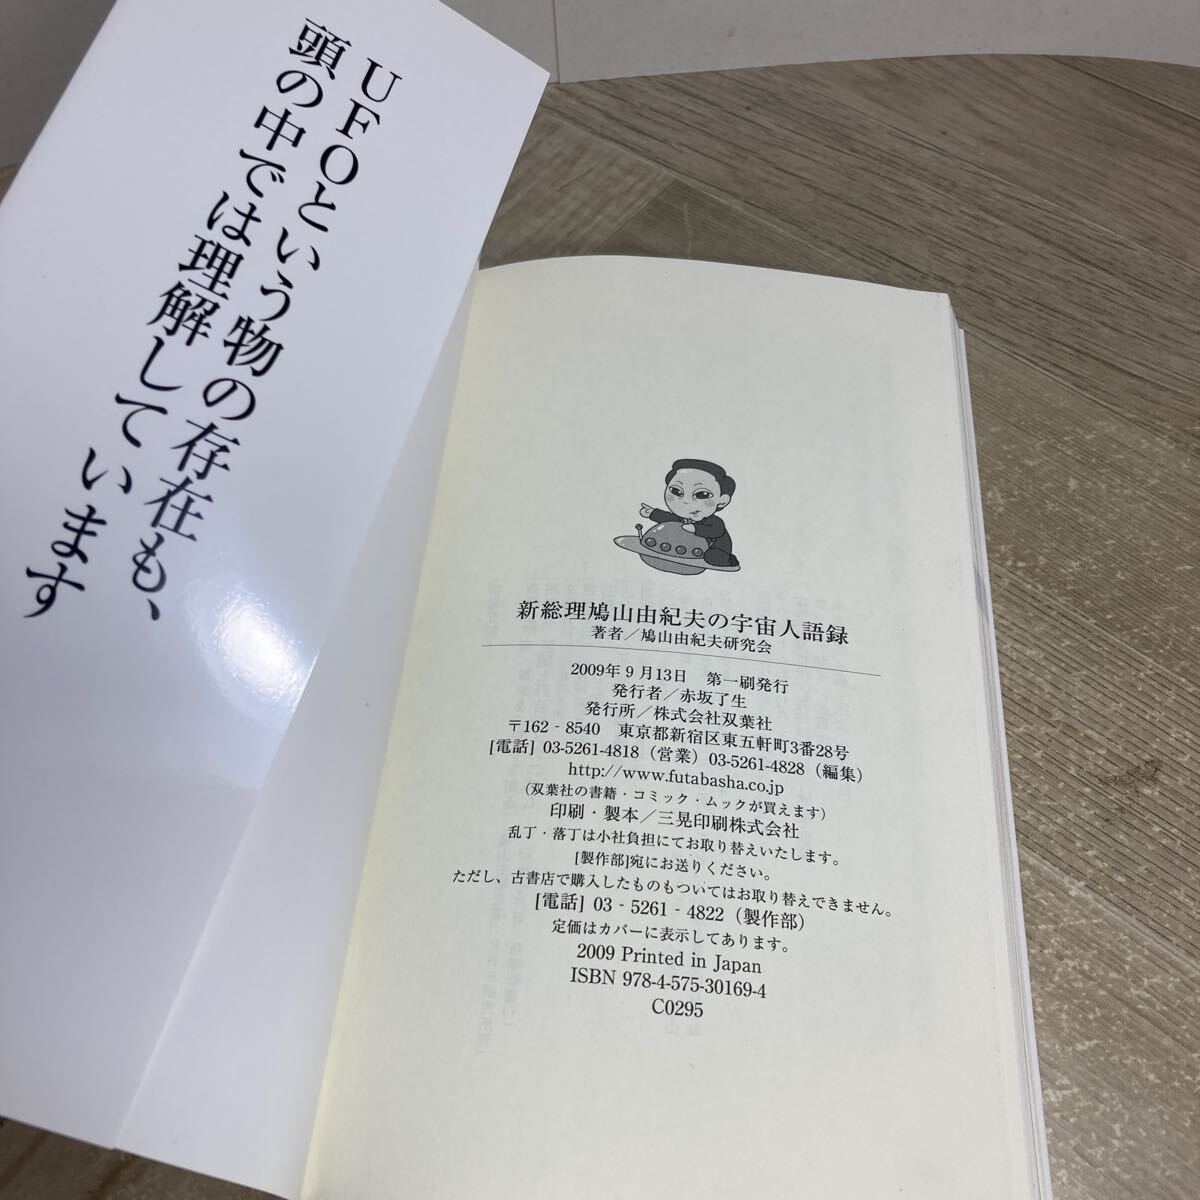 UFOという物の存在も、
頭の中では理解しています
新総理鳩山由紀夫の宇宙人語録
著者／鳩山由紀夫研究会
2009年9月13日　第一刷発行
発行者／赤坂了生
発行所／株式会社双葉社
〒162‐8540　東京都新宿区東五軒町3番28号
[電話] 03-5261-4818（営業）03-5261-4828（編集）
http://www.futabasha.co.jp
（双葉社の書籍・コミック・ムックが買えます）
印刷・製本／三晃印刷株式会社
乱丁・落丁は小社負担にてお取り替えいたします。
[製作部]宛にお送りください。
ただし、古書店で購入したものもついてはお取り替えできません。
[電話] 03‐5261‐4822（製作部）
定価はカバーに表示してあります。
2009 Printed in Japan
ISBN 978-4-575-30169-4
C0295